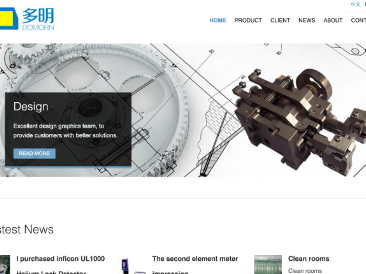 中文
多明
DOMORN
HOME PRODUCT CLIENT NEWS ABOUT CONT
Design
Excellent design graphics team, to
provide customers with better solutions.
READ MORE
test News
I purchased inficon UL1000
Helium Leak Detector
The second element meter
impression
Clean rooms
Clean rooms